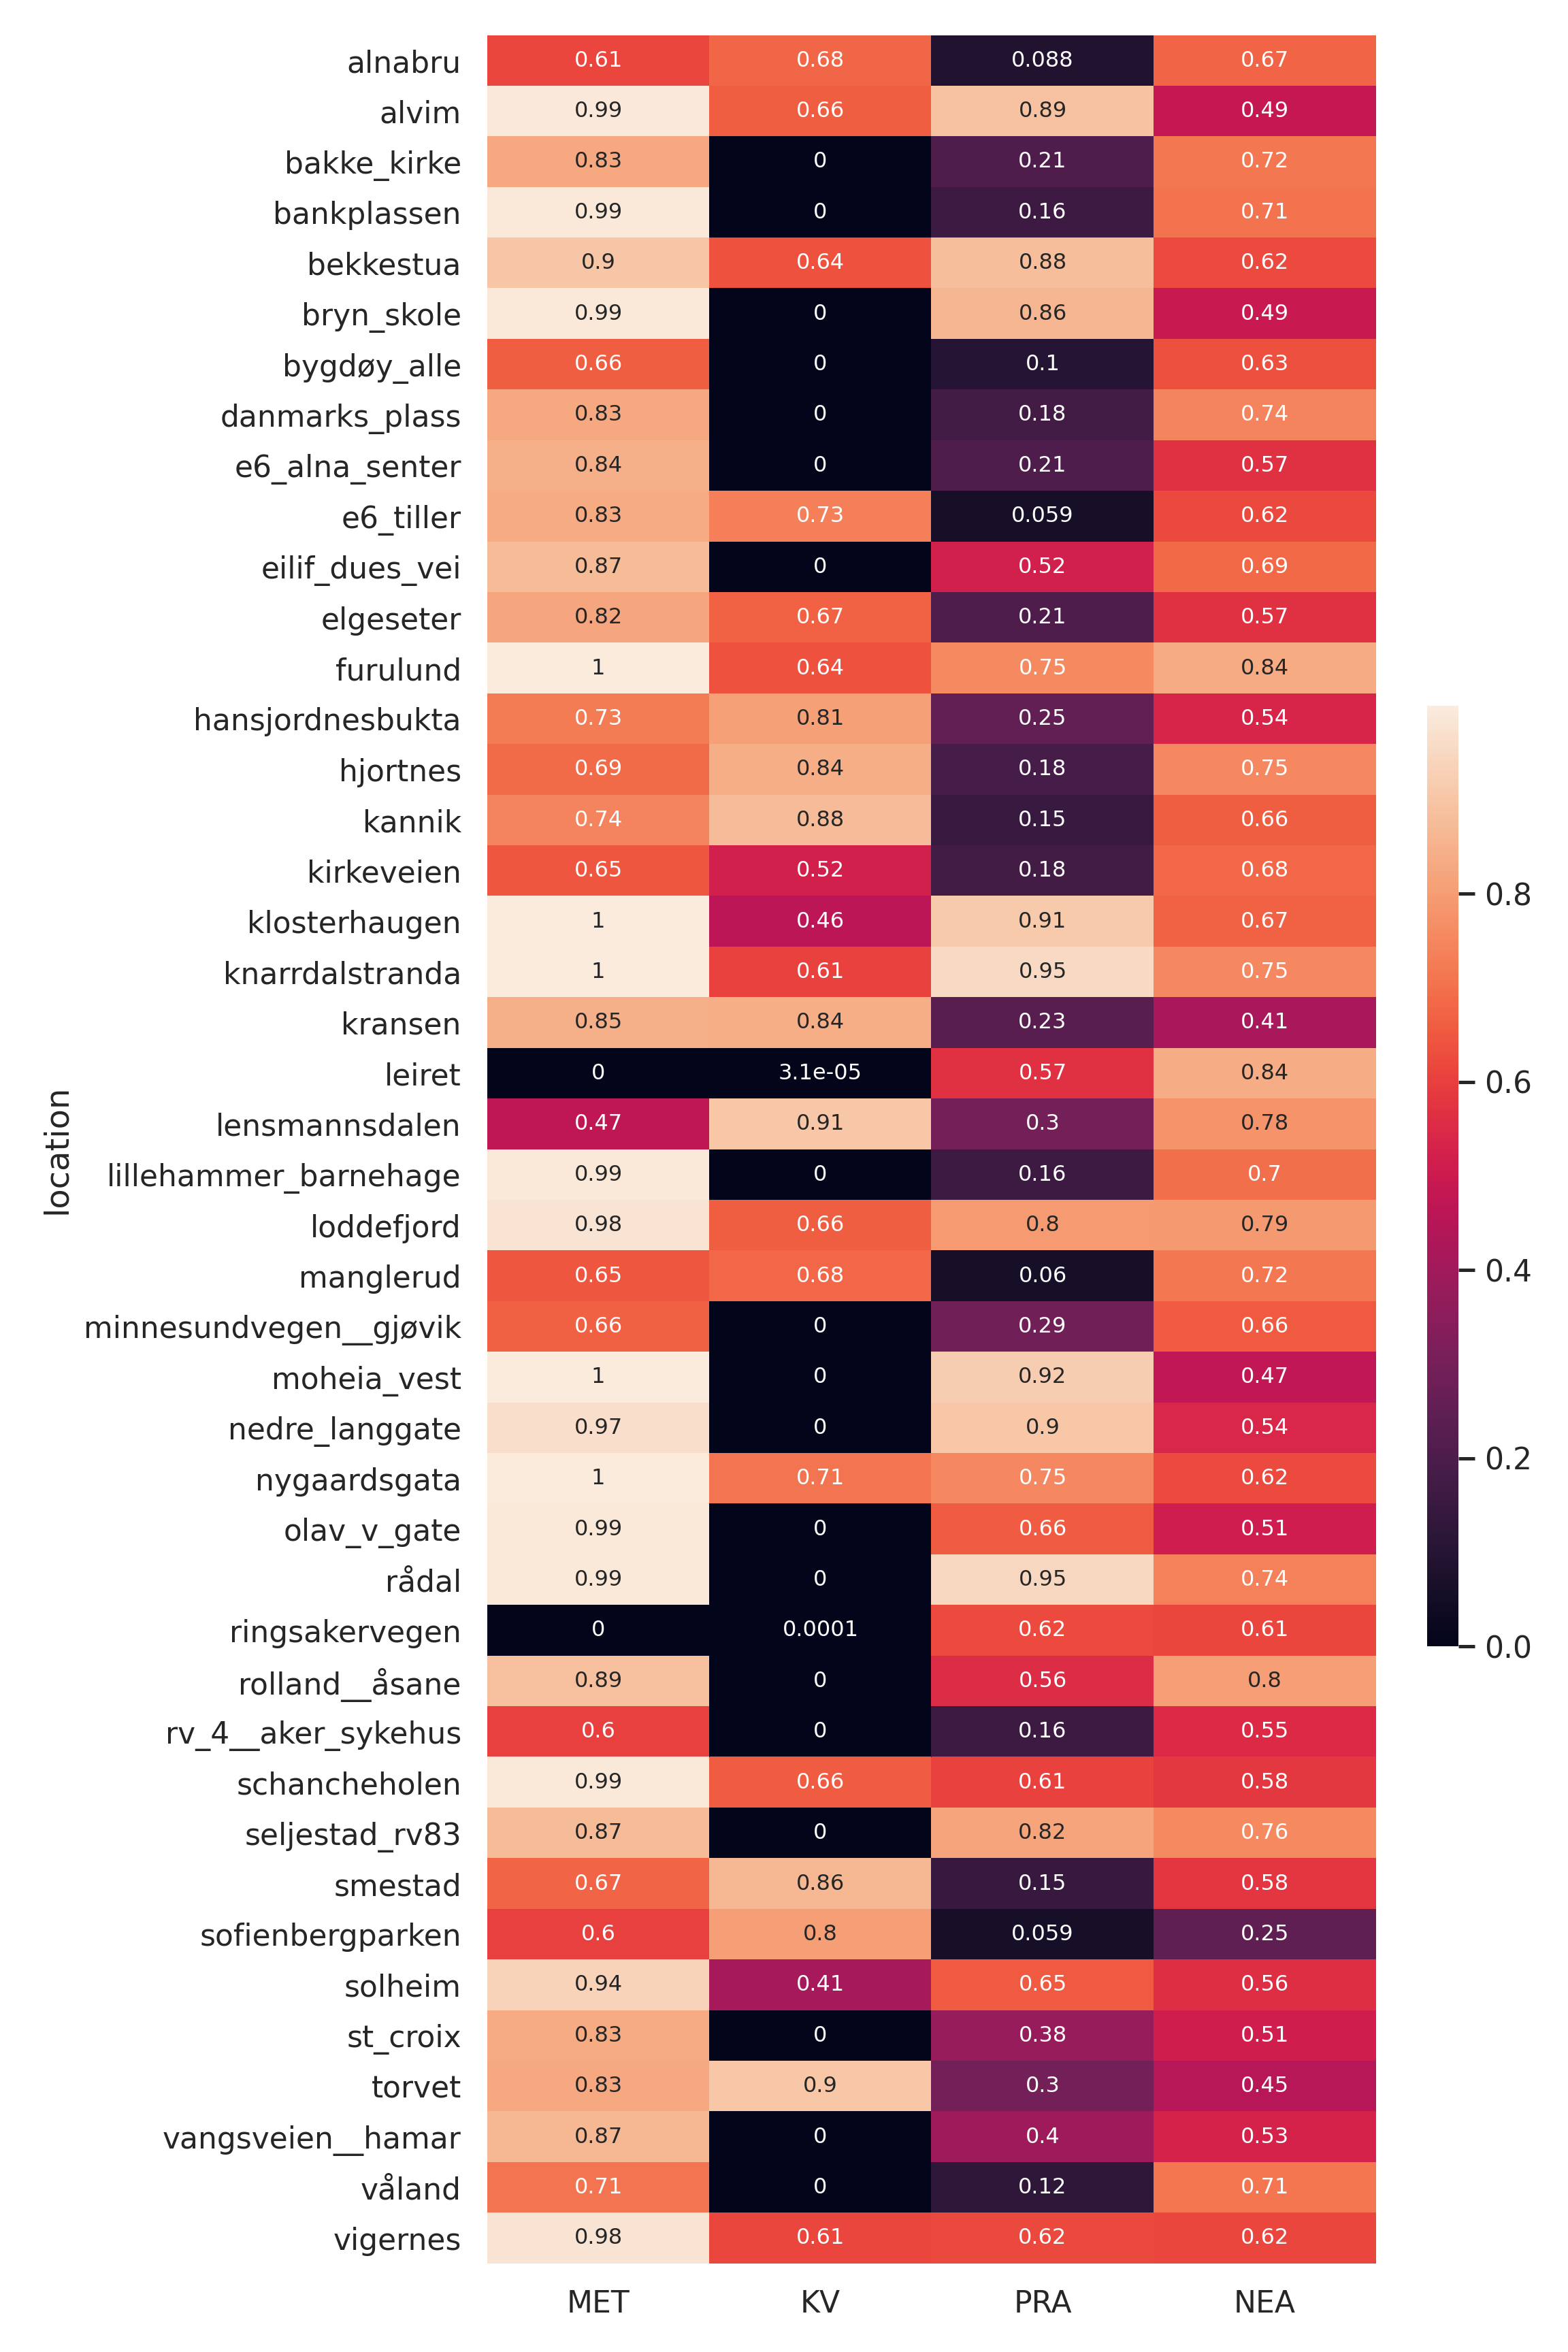 alnabru 0.61 0.68 0.088 0.67
alvim 0.99 0.66 0.89 0.49
bakke_kirke 0.83 0 0.21 0.72
bankplassen 0.99 0 0.16 0.71
bekkestua 0.9 0.64 0.88 0.62
bryn_skole 0.99 0 0.86 0.49
bygdøy_alle 0.66 0 0.1 0.63
danmarks_plass 0.83 0 0.18 0.74
e6_alna_senter 0.84 0 0.21 0.57
e6_tiller 0.83 0.73 0.059 0.62
eilif_dues_vei 0.87 0 0.52 0.69
elgeseter 0.82 0.67 0.21 0.57
furulund 1 0.64 0.75 0.84
hansjordnesbukta 0.73 0.81 0.25 0.54
hjortnes 0.69 0.84 0.18 0.75
kannik 0.74 0.88 0.15 0.66
kirkeveien 0.65 0.52 0.18 0.68
klosterhaugen 1 0.46 0.91 0.67
knarrdalstranda 1 0.61 0.95 0.75
kransen 0.85 0.84 0.23 0.41
leiret 0 3.1e-05 0.57 0.84
lensmannsdalen 0.47 0.91 0.3 0.78
lillehammer_barnehage 0.99 0 0.16 0.7
loddefjord 0.98 0.66 0.8 0.79
manglerud 0.65 0.68 0.06 0.72
minnesundvegen__gjøvik 0.66 0 0.29 0.66
moheia_vest 1 0 0.92 0.47
nedre_langgate 0.97 0 0.9 0.54
nygaardsgata 1 0.71 0.75 0.62
olav_v_gate 0.99 0 0.66 0.51
rådal 0.99 0 0.95 0.74
ringsakervegen 0 0.0001 0.62 0.61
rolland__åsane 0.89 0 0.56 0.8
rv_4__aker_sykehus 0.6 0 0.16 0.55
schancheholen 0.99 0.66 0.61 0.58
seljestad_rv83 0.87 0 0.82 0.76
smestad 0.67 0.86 0.15 0.58
sofienbergparken 0.6 0.8 0.059 0.25
solheim 0.94 0.41 0.65 0.56
st_croix 0.83 0 0.38 0.51
torvet 0.83 0.9 0.3 0.45
vangsveien__hamar 0.87 0 0.4 0.53
våland 0.71 0 0.12 0.71
vigernes 0.98 0.61 0.62 0.62
MET KV PRA NEA
location
0.8
0.6
0.4
0.2
0.0